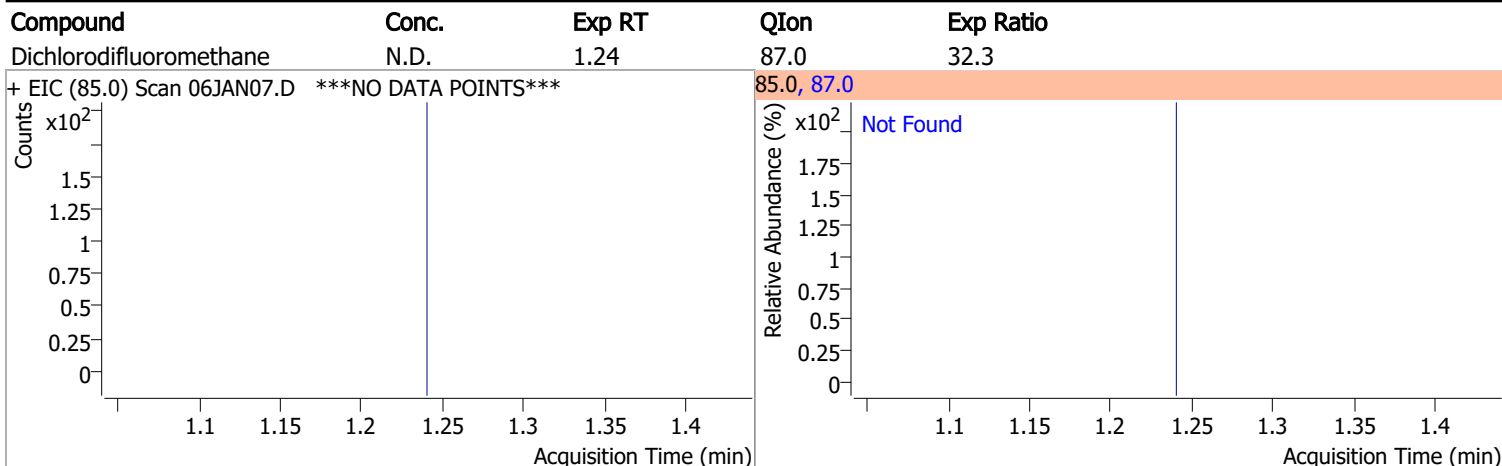 Compound Conc. Exp RT QIon Exp Ratio
Dichlorodifluoromethane N.D. 1.24 87.0 32.3
+ EIC (85.0) Scan 06JAN07.D ***NO DATA POINTS***
Counts
x10²
1.5
1.25
1
0.75
0.5
0.25
0
1.1 1.15 1.2 1.25 1.3 1.35 1.4
Acquisition Time (min)
85.0, 87.0
Relative Abundance (%)
x10²
Not Found
1.75
1.5
1.25
1
0.75
0.5
0.25
0
1.1 1.15 1.2 1.25 1.3 1.35 1.4
Acquisition Time (min)